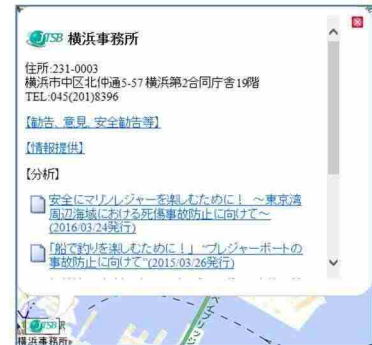 JTSB 横浜事務所
住所:231-0003
横浜市中区北仲通5-57 横浜第2合同庁舎19階
TEL:045(201)8396
【勧告、意見、安全勧告等】
【情報提供】
【分析】
安全にマリンレジャーを楽しむために！ ～東京湾
周辺海域における死傷事故防止に向けて～
(2016/03/24発行)
「船で釣りを楽しむために！」 “プレジャーボートの
事故防止に向けて”(2015/03/26発行)
JTSB
横浜事務所